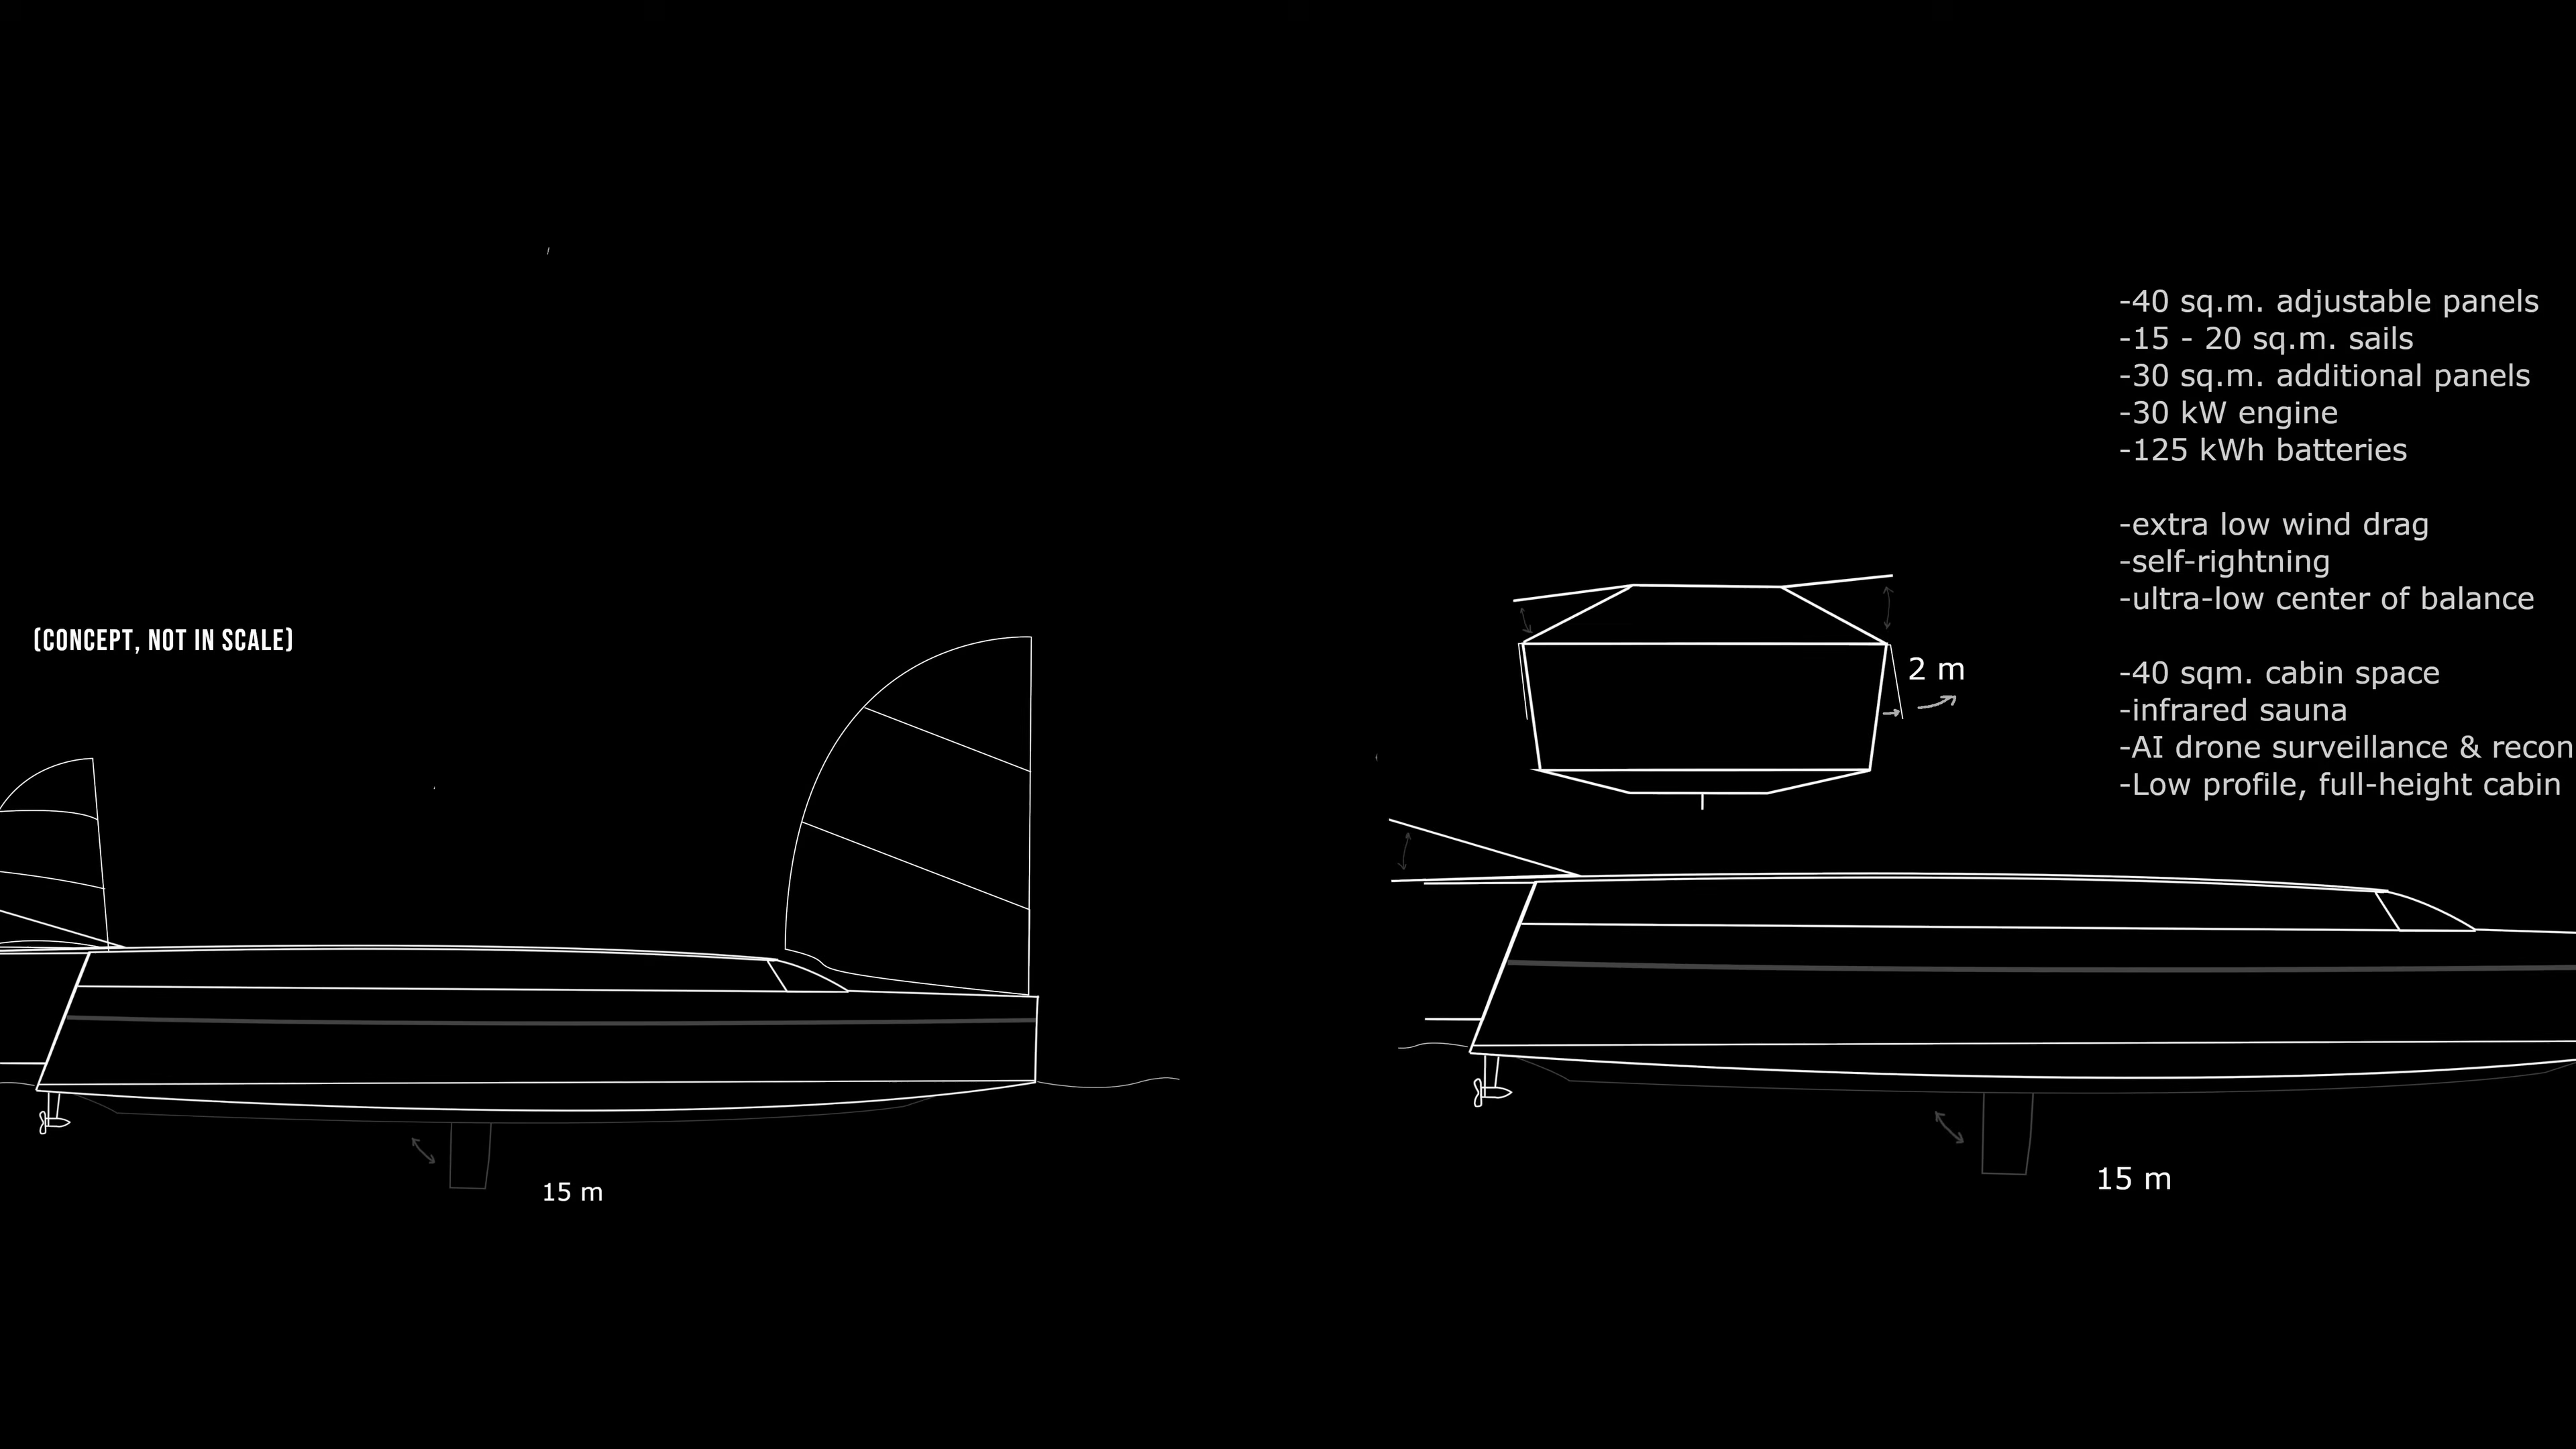 -40 sq.m. adjustable panels
-15 - 20 sq.m. sails
-30 sq.m. additional panels
-30 kW engine
-125 kWh batteries
-extra low wind drag
-self-rightning
-ultra-low center of balance
-40 sqm. cabin space
-infrared sauna
-AI drone surveillance & recon
-Low profile, full-height cabin
(CONCEPT, NOT IN SCALE)
2 m
15 m
15 m